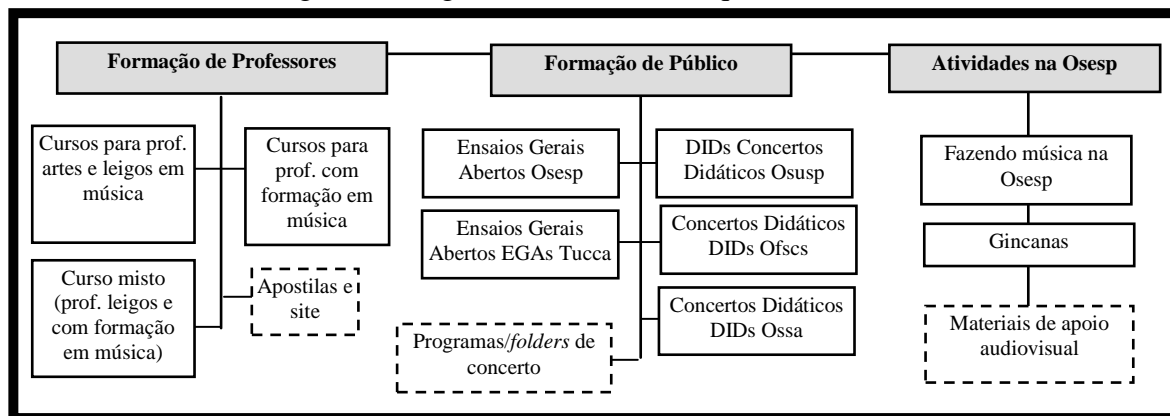 Formação de Professores
Cursos para prof.
artes e leigos em
música
Cursos para
prof. com
formação em
música
Curso misto
(prof. leigos e
com formação
em música)
Apostilas e
site
Formação de Público
Ensaios Gerais
Abertos Osesp
DIDs Concertos
Didáticos Osusp
Ensaios Gerais
Abertos EGAs Tucca
Concertos Didáticos
DIDs Ofscs
Concertos Didáticos
DIDs Ossa
Programas/folders de
concerto
Atividades na Osesp
Fazendo música na
Osesp
Gincanas
Materiais de apoio
audiovisual